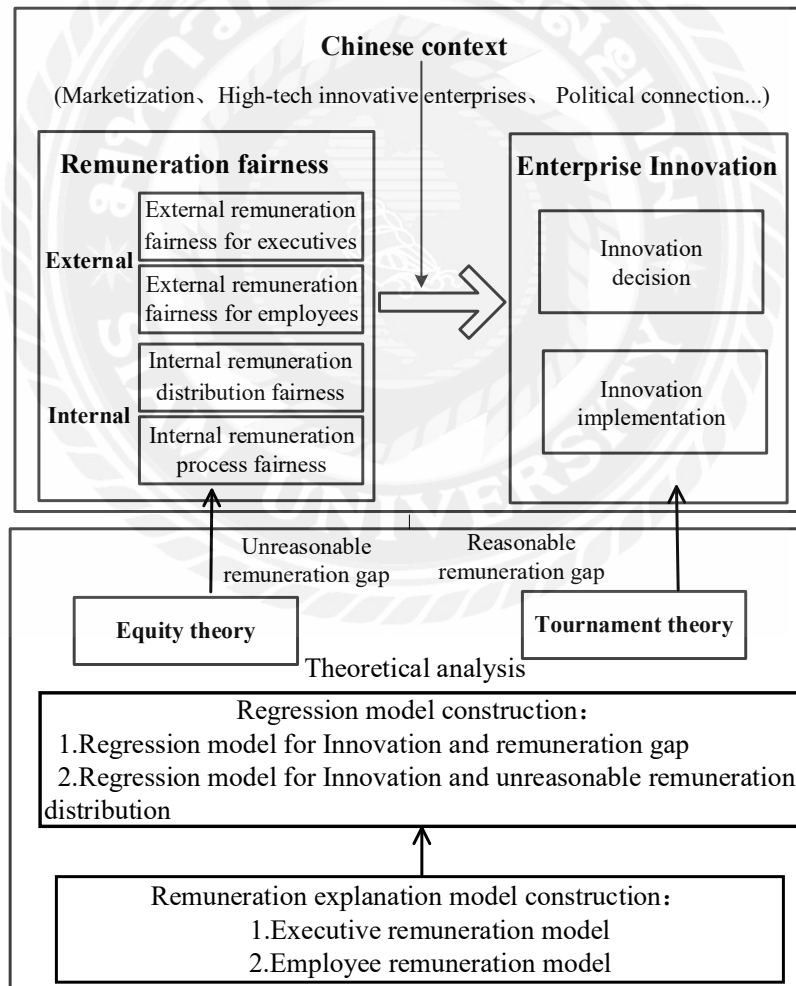 Chinese context
(Marketization、High-tech innovative enterprises、 Political connection...)
Remuneration fairness
External
External remuneration
fairness for executives
External remuneration
fairness for employees
Internal
Internal remuneration
distribution fairness
Internal remuneration
process fairness
Enterprise Innovation
Innovation
decision
Innovation
implementation
Unreasonable
remuneration gap
Reasonable
remuneration gap
Equity theory
Tournament theory
Theoretical analysis
Regression model construction：
1.Regression model for Innovation and remuneration gap
2.Regression model for Innovation and unreasonable remuneration
distribution
Remuneration explanation model construction：
1.Executive remuneration model
2.Employee remuneration model